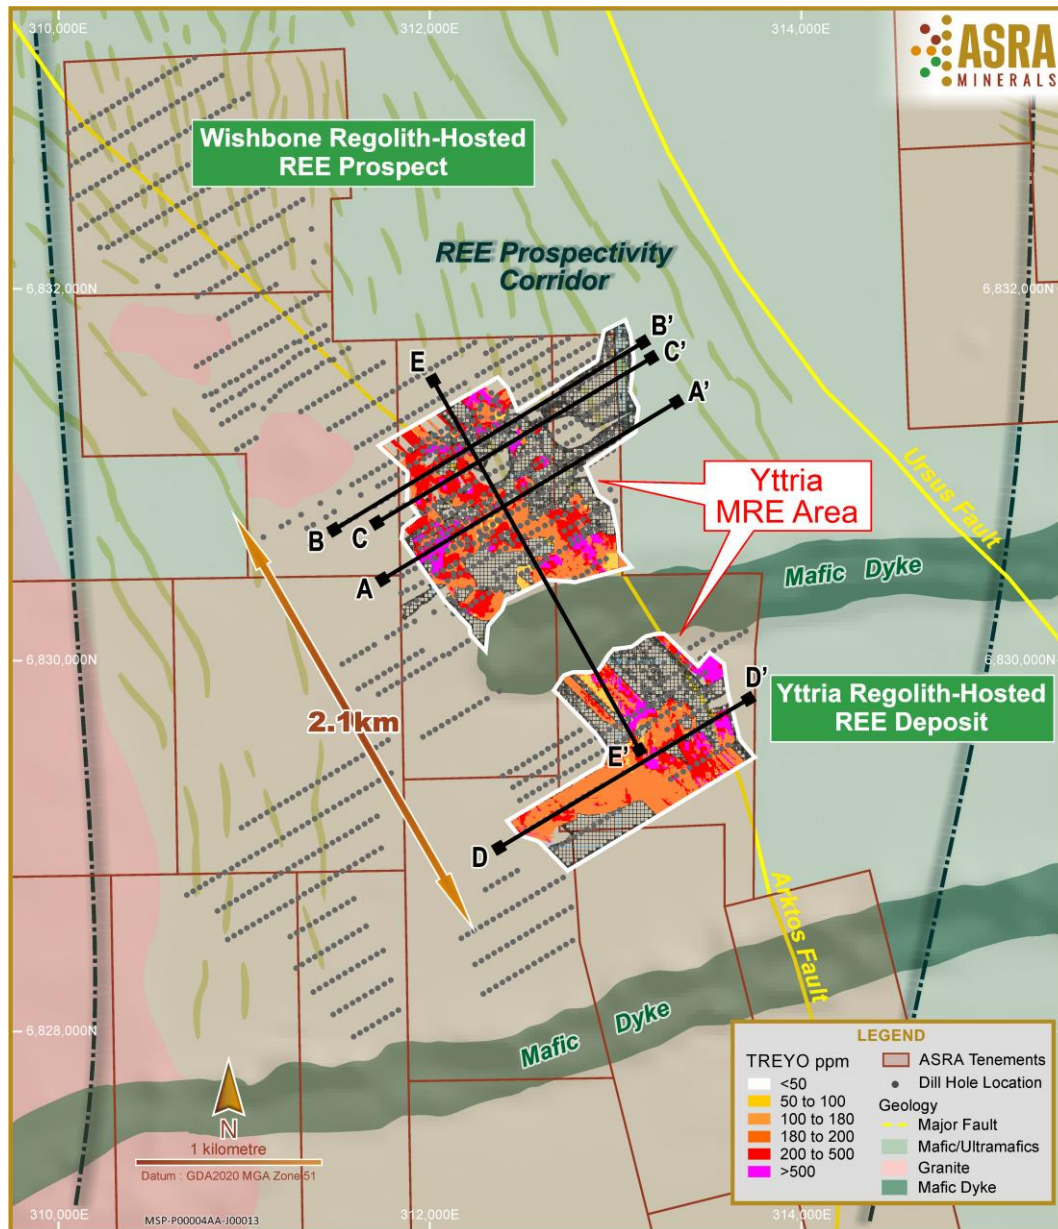 310,000E
312,000E
314,000E
ASRA
MINERALS
Wishbone Regolith-Hosted
REE Prospect
REE Prospectivity
Corridor
6,832,000N
6,832,000N
B’
C’
A’
E
Ursus Fault
Yttria
MRE Area
B
C
A
Mafic Dyke
6,830,000N
6,830,000N
D’
Yttria Regolith-Hosted
REE Deposit
2.1km
E’
D
Arktos Fault
Mafic Dyke
6,828,000N
N
1 kilometre
Datum : GDA2020 MGA Zone 51
LEGEND
TREYO ppm
<50
50 to 100
100 to 180
180 to 200
200 to 500
>500
ASRA Tenements
Dill Hole Location
Geology
Major Fault
Mafic/Ultramafics
Granite
Mafic Dyke
310,000E
MSP-P00004AA-J00013
312,000E
314,000E